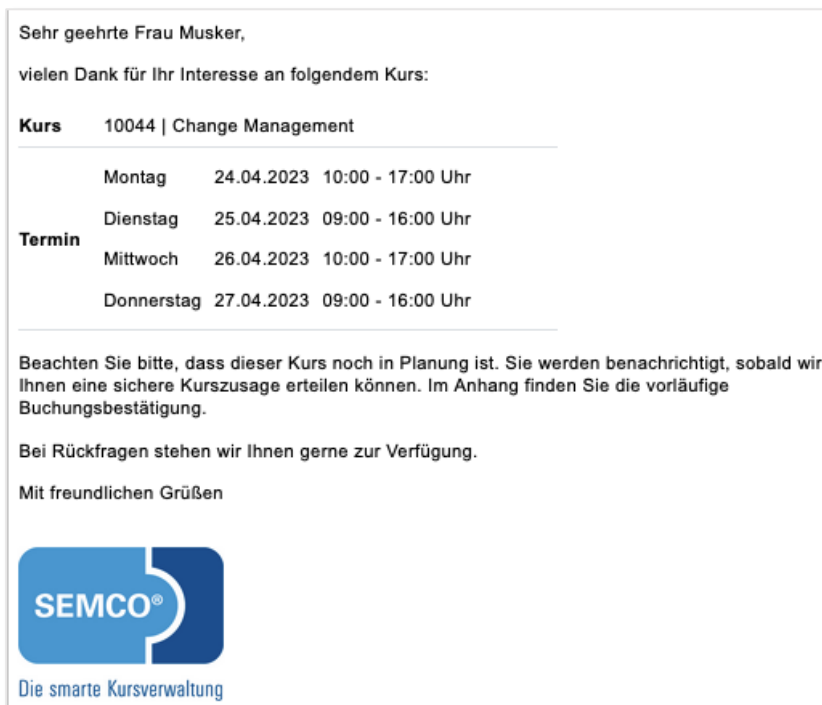 Sehr geehrte Frau Musker,
vielen Dank für Ihr Interesse an folgendem Kurs:
Kurs 10044 | Change Management
Termin
Montag 24.04.2023 10:00 - 17:00 Uhr
Dienstag 25.04.2023 09:00 - 16:00 Uhr
Mittwoch 26.04.2023 10:00 - 17:00 Uhr
Donnerstag 27.04.2023 09:00 - 16:00 Uhr
Beachten Sie bitte, dass dieser Kurs noch in Planung ist. Sie werden benachrichtigt, sobald wir
Ihnen eine sichere Kurszusage erteilen können. Im Anhang finden Sie die vorläufige
Buchungsbestätigung.
Bei Rückfragen stehen wir Ihnen gerne zur Verfügung.
Mit freundlichen Grüßen
SEMCO®
Die smarte Kursverwaltung